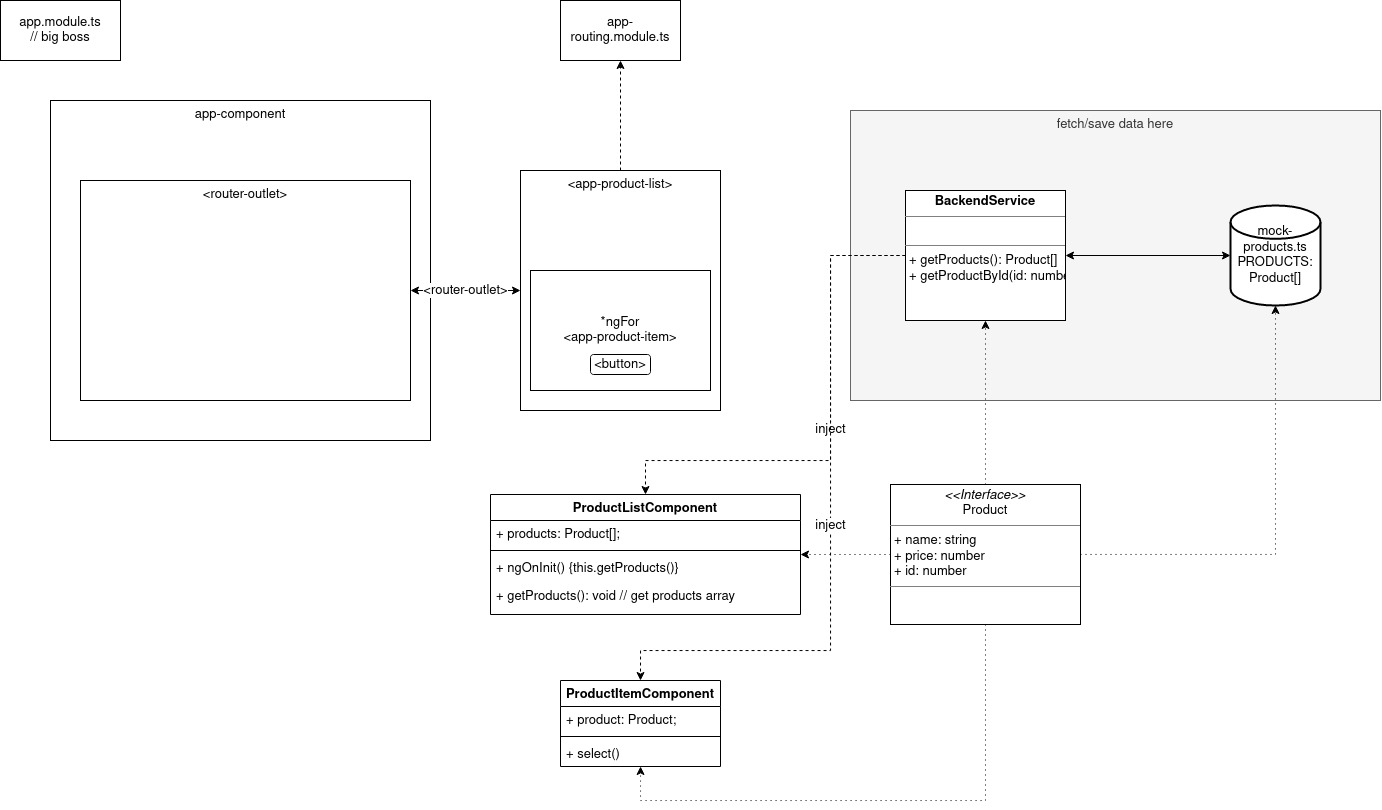 app.module.ts
// big boss
app-
routing.module.ts
app-component
<router-outlet>
<router-outlet>
<app-product-list>
*ngFor
<app-product-item>
<button>
fetch/save data here
BackendService
+ getProducts(): Product[]
+ getProductById(id: numbe
mock-
products.ts
PRODUCTS:
Product[]
inject
inject
ProductListComponent
+ products: Product[];
+ ngOnInit() {this.getProducts()}
+ getProducts(): void // get products array
<<Interface>>
Product
+ name: string
+ price: number
+ id: number
ProductItemComponent
+ product: Product;
+ select()